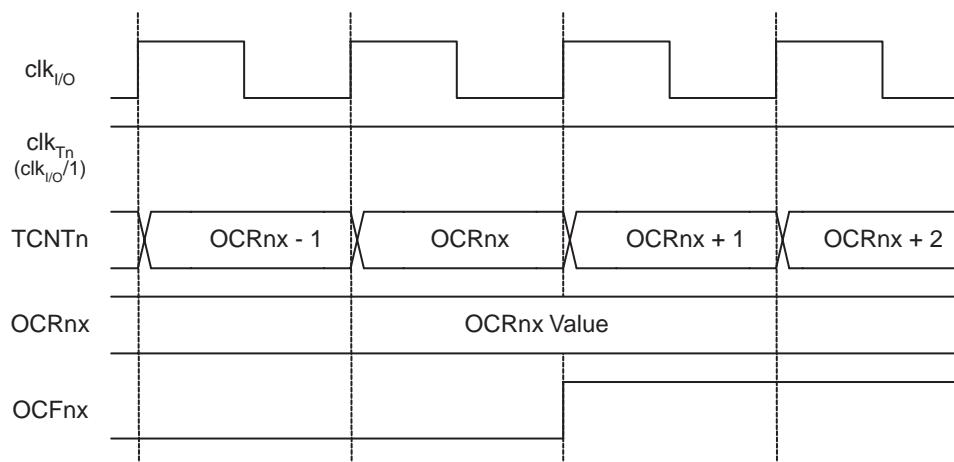 clkI/O
clkTn
(clkI/O/1)
TCNTn OCRnx - 1 OCRnx OCRnx + 1 OCRnx + 2
OCRnx OCRnx Value
OCFnx